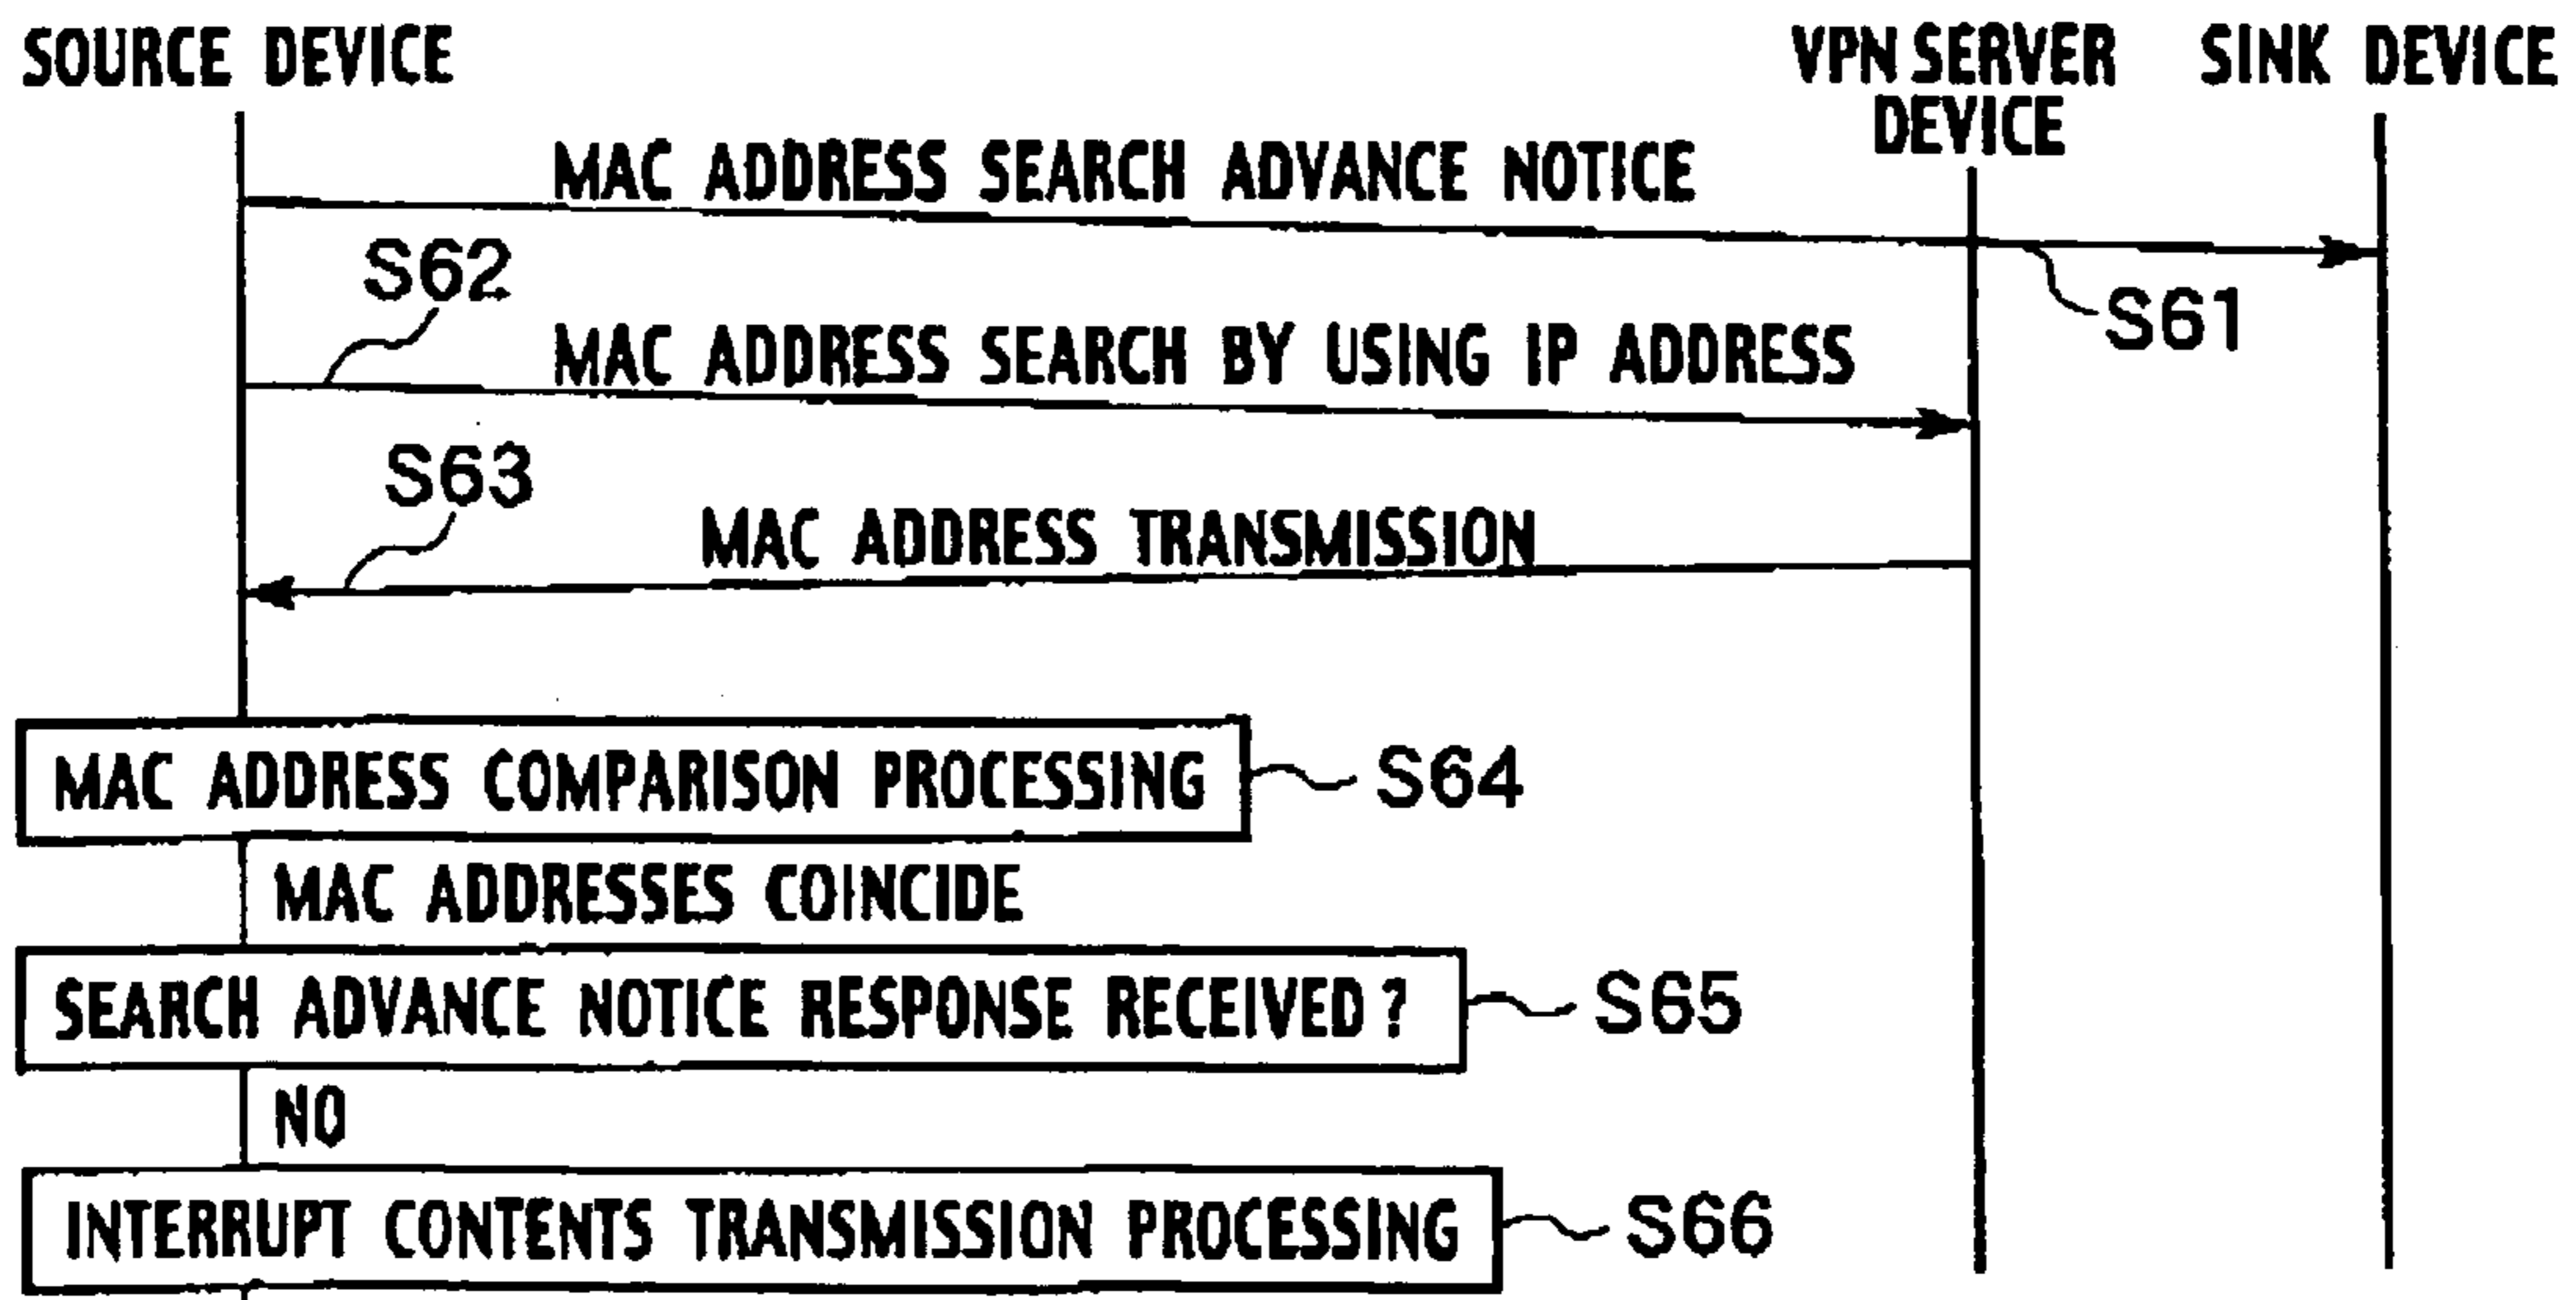 SOURCE DEVICE
VPN SERVER
DEVICE
SINK DEVICE
MAC ADDRESS SEARCH ADVANCE NOTICE
S61
S62
MAC ADDRESS SEARCH BY USING IP ADDRESS
S63
MAC ADDRESS TRANSMISSION
MAC ADDRESS COMPARISON PROCESSING
S64
MAC ADDRESSES COINCIDE
SEARCH ADVANCE NOTICE RESPONSE RECEIVED?
S65
NO
INTERRUPT CONTENTS TRANSMISSION PROCESSING
S66